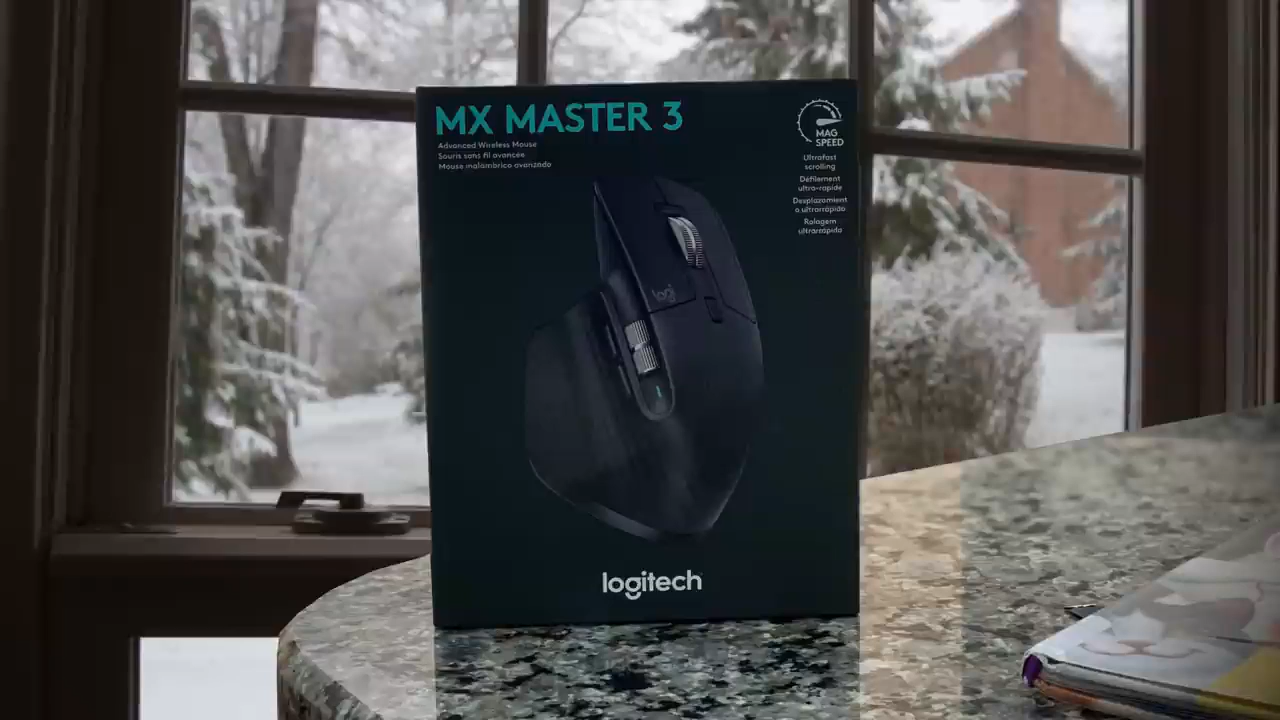 MX MASTER 3
Advanced Wireless Mouse
Souris sans fil avancée
Mouse inalámbrico avanzado
MAG
SPEED
Ultrafast
scrolling
Défilement
ultra-rapide
Desplazamient
o ultrarrápido
Rolagem
ultrarrápida
logi
logitech